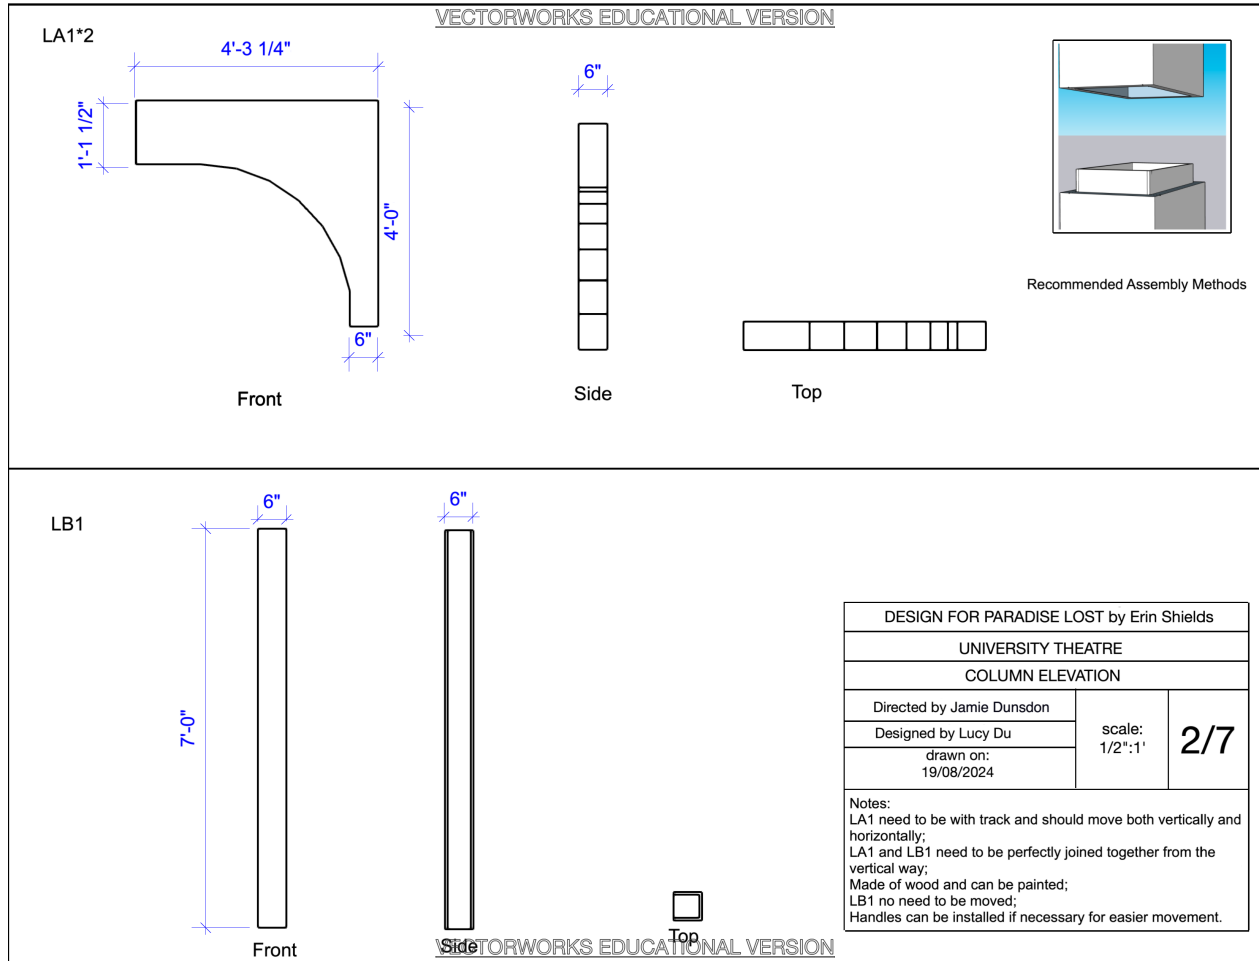 VECTORWORKS EDUCATIONAL VERSION
LA1*2
4'-3 1/4"
1'-1 1/2"
4'-0"
6"
Front
6"
Side
Top
Recommended Assembly Methods
LB1
6"
7'-0"
Front
6"
Side
Top
DESIGN FOR PARADISE LOST by Erin Shields
UNIVERSITY THEATRE
COLUMN ELEVATION
Directed by Jamie Dunsdon
Designed by Lucy Du
drawn on:
19/08/2024
scale:
1/2":1'
2/7
Notes:
LA1 need to be with track and should move both vertically and
horizontally;
LA1 and LB1 need to be perfectly joined together from the
vertical way;
Made of wood and can be painted;
LB1 no need to be moved;
Handles can be installed if necessary for easier movement.
VECTORWORKS EDUCATIONAL VERSION